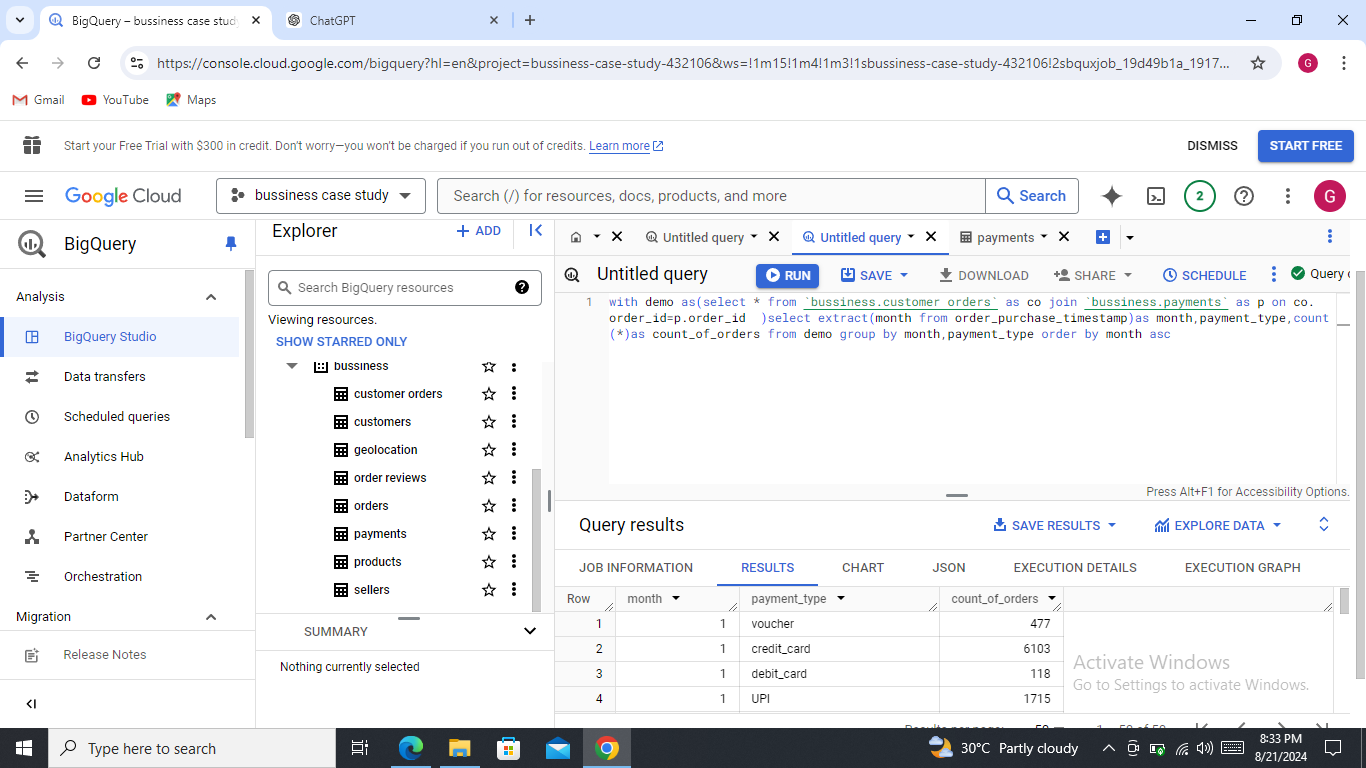 BigQuery – bussiness case stud
ChatGPT
https://console.cloud.google.com/bigquery?hl=en&project=bussiness-case-study-432106&ws=!1m15!1m4!1m3!1sbussiness-case-study-432106!2sbquxjob_19d49b1a_1917...
G
Gmail
YouTube
Maps
Start your Free Trial with $300 in credit. Don't worry—you won't be charged if you run out of credits. Learn more
DISMISS
START FREE
Google Cloud
bussiness case study
Search (/) for resources, docs, products, and more
Search
2
G
BigQuery
Analysis
BigQuery Studio
Data transfers
Scheduled queries
Analytics Hub
Dataform
Partner Center
Orchestration
Migration
Release Notes
Explorer
+ ADD
Search BigQuery resources
Viewing resources.
SHOW STARRED ONLY
bussiness
customer orders
customers
geolocation
order reviews
orders
payments
products
sellers
SUMMARY
Nothing currently selected
Untitled query
Untitled query
payments
Untitled query
RUN
SAVE
DOWNLOAD
SHARE
SCHEDULE
Query c
1 with demo as(select * from `bussiness.customer orders` as co join `bussiness.payments` as p on co.
order_id=p.order_id )select extract(month from order_purchase_timestamp)as month,payment_type,count
(*)as count_of_orders from demo group by month,payment_type order by month asc
Press Alt+F1 for Accessibility Options.
Query results
SAVE RESULTS
EXPLORE DATA
JOB INFORMATION
RESULTS
CHART
JSON
EXECUTION DETAILS
EXECUTION GRAPH
Row month payment_type count_of_orders
1 1 voucher 477
2 1 credit_card 6103
3 1 debit_card 118
4 1 UPI 1715
Activate Windows
Go to Settings to activate Windows.
Type here to search
30°C Partly cloudy
8:33 PM
8/21/2024